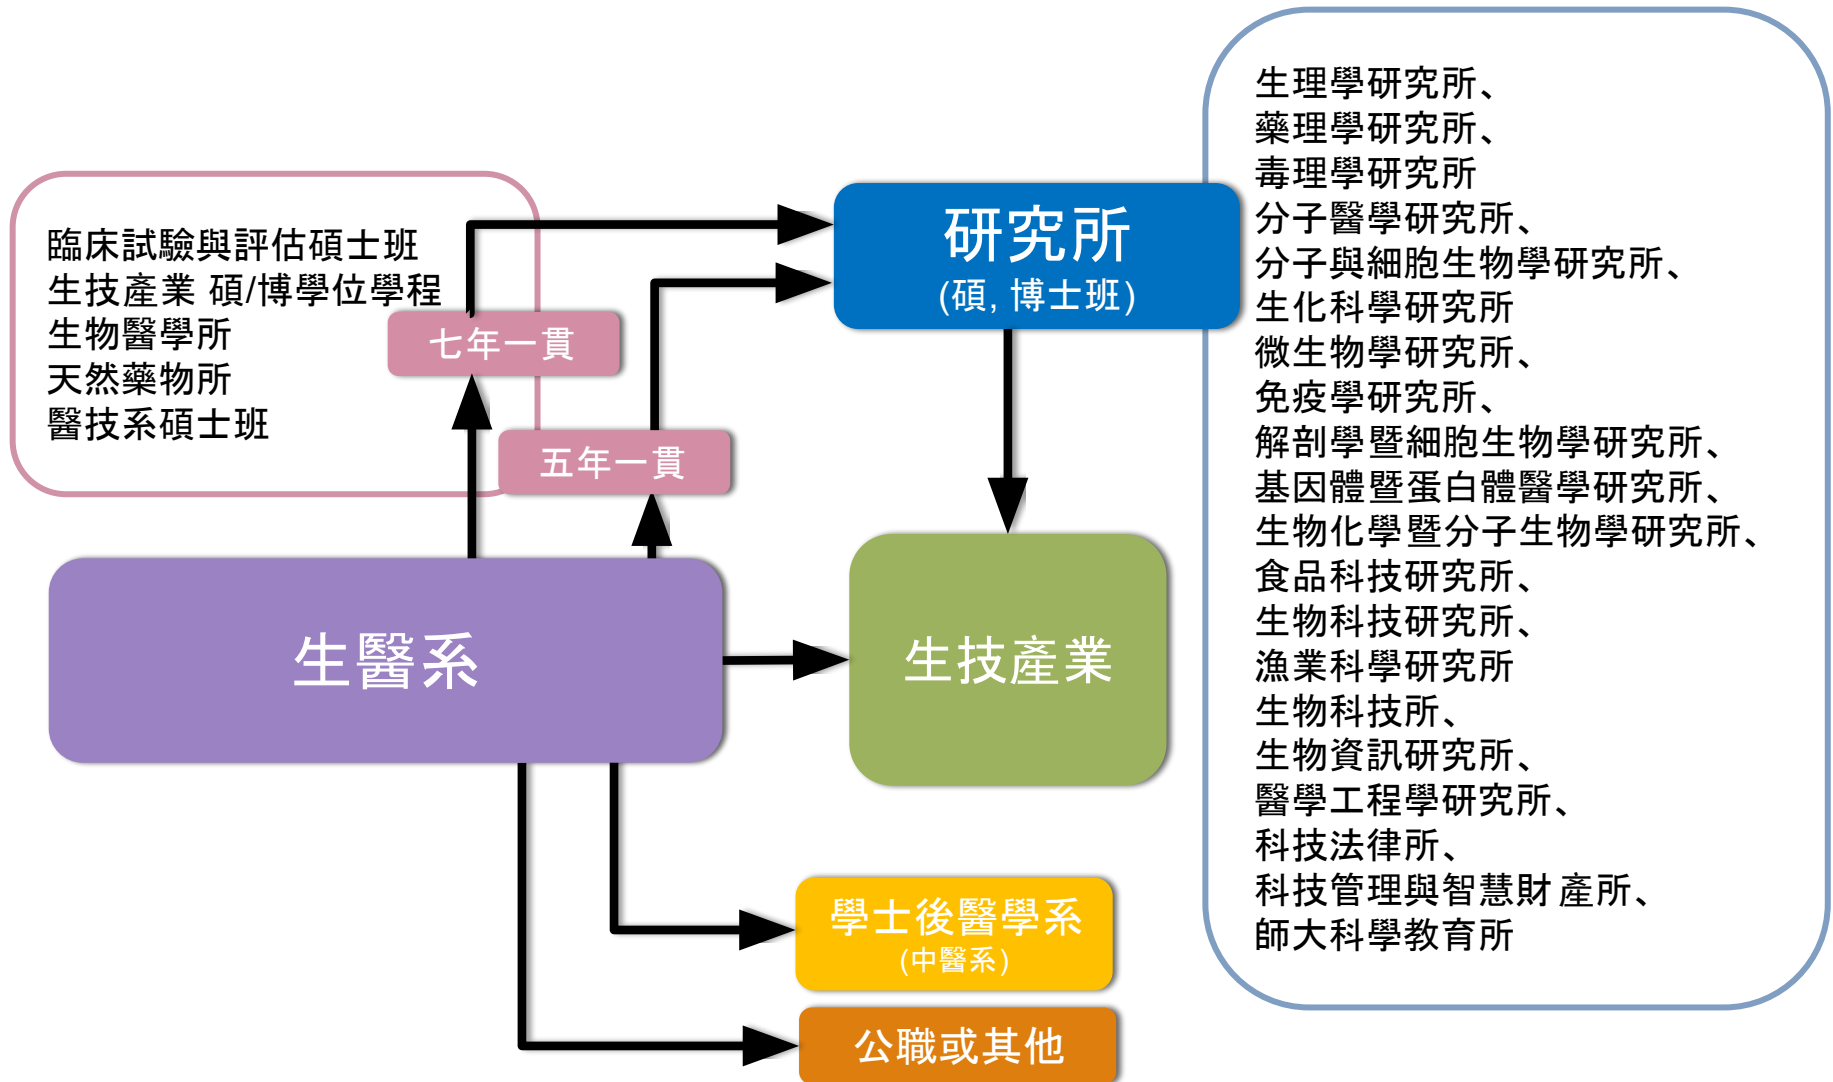 臨床試驗與評估碩士班
生技產業 碩/博學位學程
生物醫學所
天然藥物所
醫技系碩士班
七年一貫
五年一貫
生醫系
研究所
(碩, 博士班)
生技產業
學士後醫學系
(中醫系)
公職或其他
生理學研究所、
藥理學研究所、
毒理學研究所
分子醫學研究所、
分子與細胞生物學研究所、
生化科學研究所
微生物學研究所、
免疫學研究所、
解剖學暨細胞生物學研究所、
基因體暨蛋白體醫學研究所、
生物化學暨分子生物學研究所、
食品科技研究所、
生物科技研究所、
漁業科學研究所
生物科技所、
生物資訊研究所、
醫學工程學研究所、
科技法律所、
科技管理與智慧財產所、
師大科學教育所